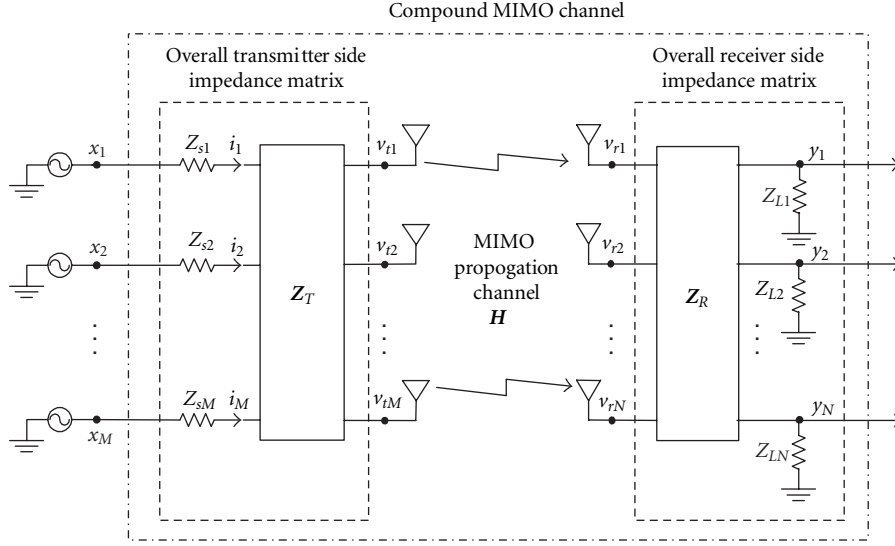 Compound MIMO channel
Overall transmitter side
impedance matrix
Overall receiver side
impedance matrix
x1 Zs1 i1 vt1 vr1 y1
ZL1
x2 Zs2 i2 vt2 vr2 y2
ZL2
MIMO
propogation
channel
H
ZT
ZR
xM ZsM iM vtM vrN yN
ZLN